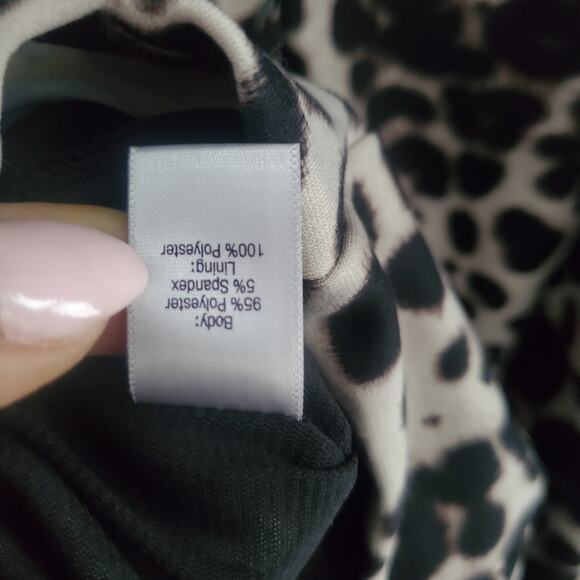 Body:
95% Polyester
5% Spandex
Lining:
100% Polyester